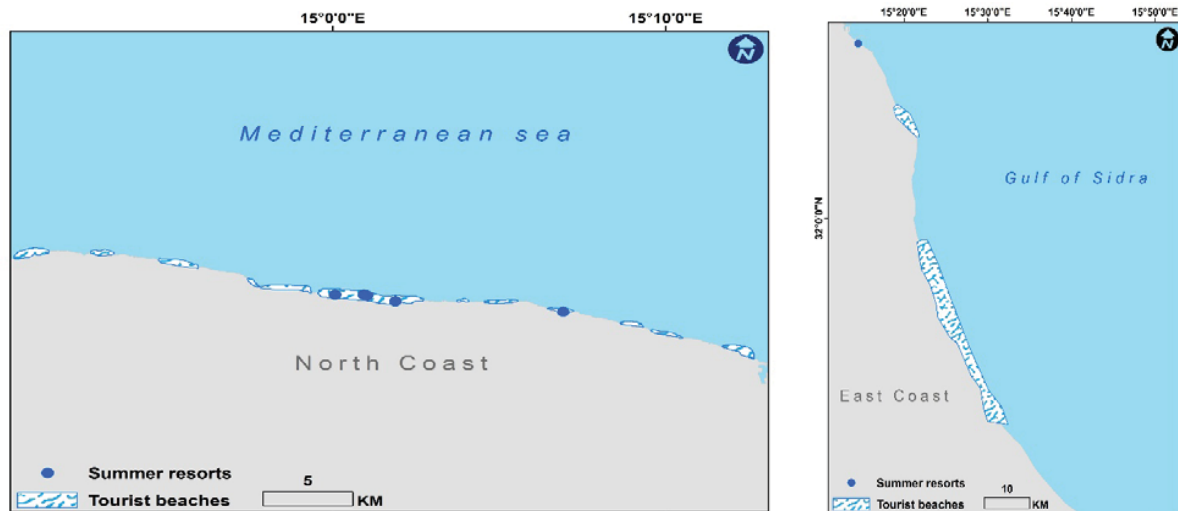 15°0'0"E 15°10'0"E
N
Mediterranean sea
North Coast
Summer resorts
Tourist beaches
5
KM
15°20'0"E 15°30'0"E 15°40'0"E 15°50'0"E
N
Gulf of Sidra
32°0'0"N
East Coast
Summer resorts
Tourist beaches
10
KM